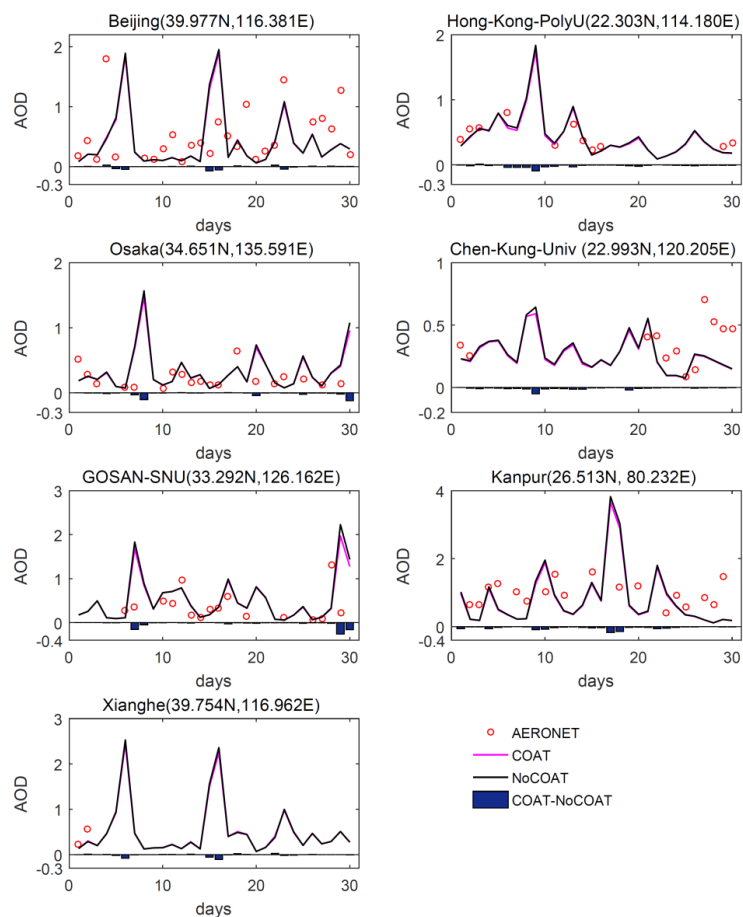 Beijing(39.977N,116.381E)
2
1
0
-0.3
AOD
0 10 20 30
days
Hong-Kong-PolyU(22.303N,114.180E)
2
1
0
-0.3
AOD
0 10 20 30
days
Osaka(34.651N,135.591E)
2
1
0
-0.3
AOD
0 10 20 30
days
Chen-Kung-Univ (22.993N,120.205E)
1
0.5
0
-0.2
AOD
0 10 20 30
days
GOSAN-SNU(33.292N,126.162E)
3
2
1
0
-0.4
AOD
0 10 20 30
days
Kanpur(26.513N, 80.232E)
4
2
0
-0.4
AOD
0 10 20 30
days
Xianghe(39.754N,116.962E)
3
2
1
0
-0.3
AOD
0 10 20 30
days
AERONET
COAT
NoCOAT
COAT-NoCOAT